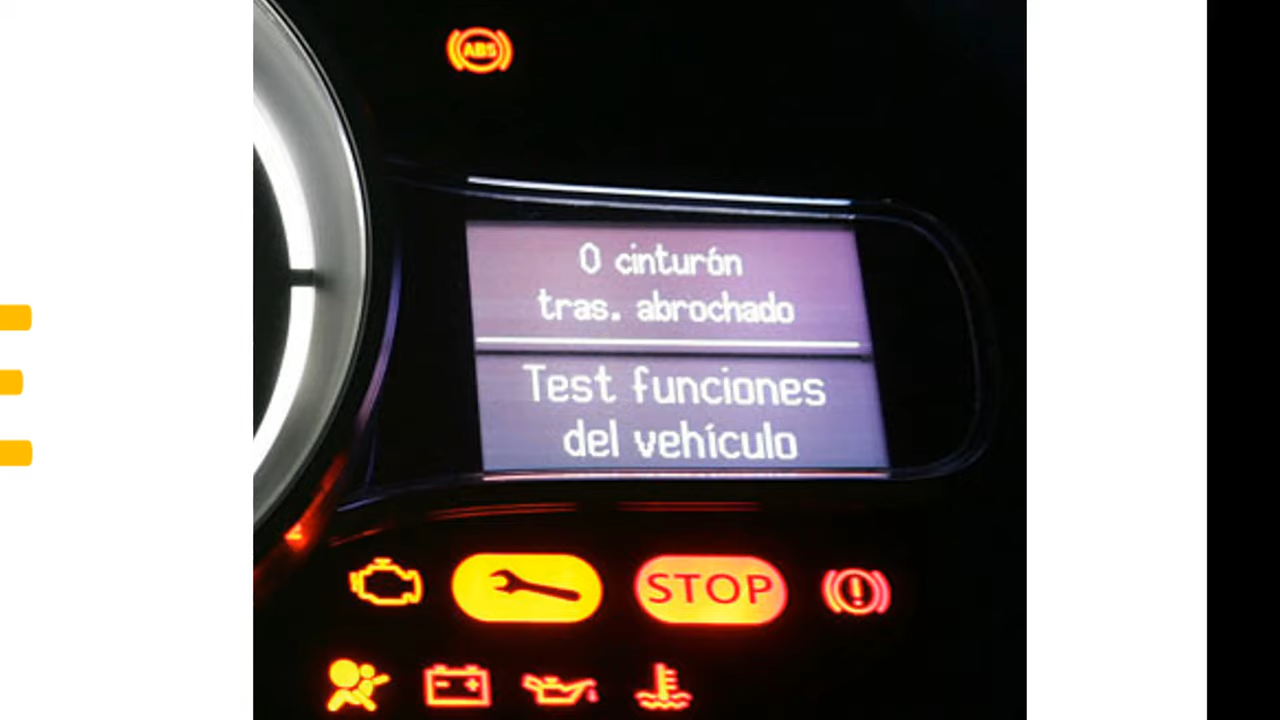 ABS
0 cinturón
tras. abrochado
Test funciones
del vehículo
STOP